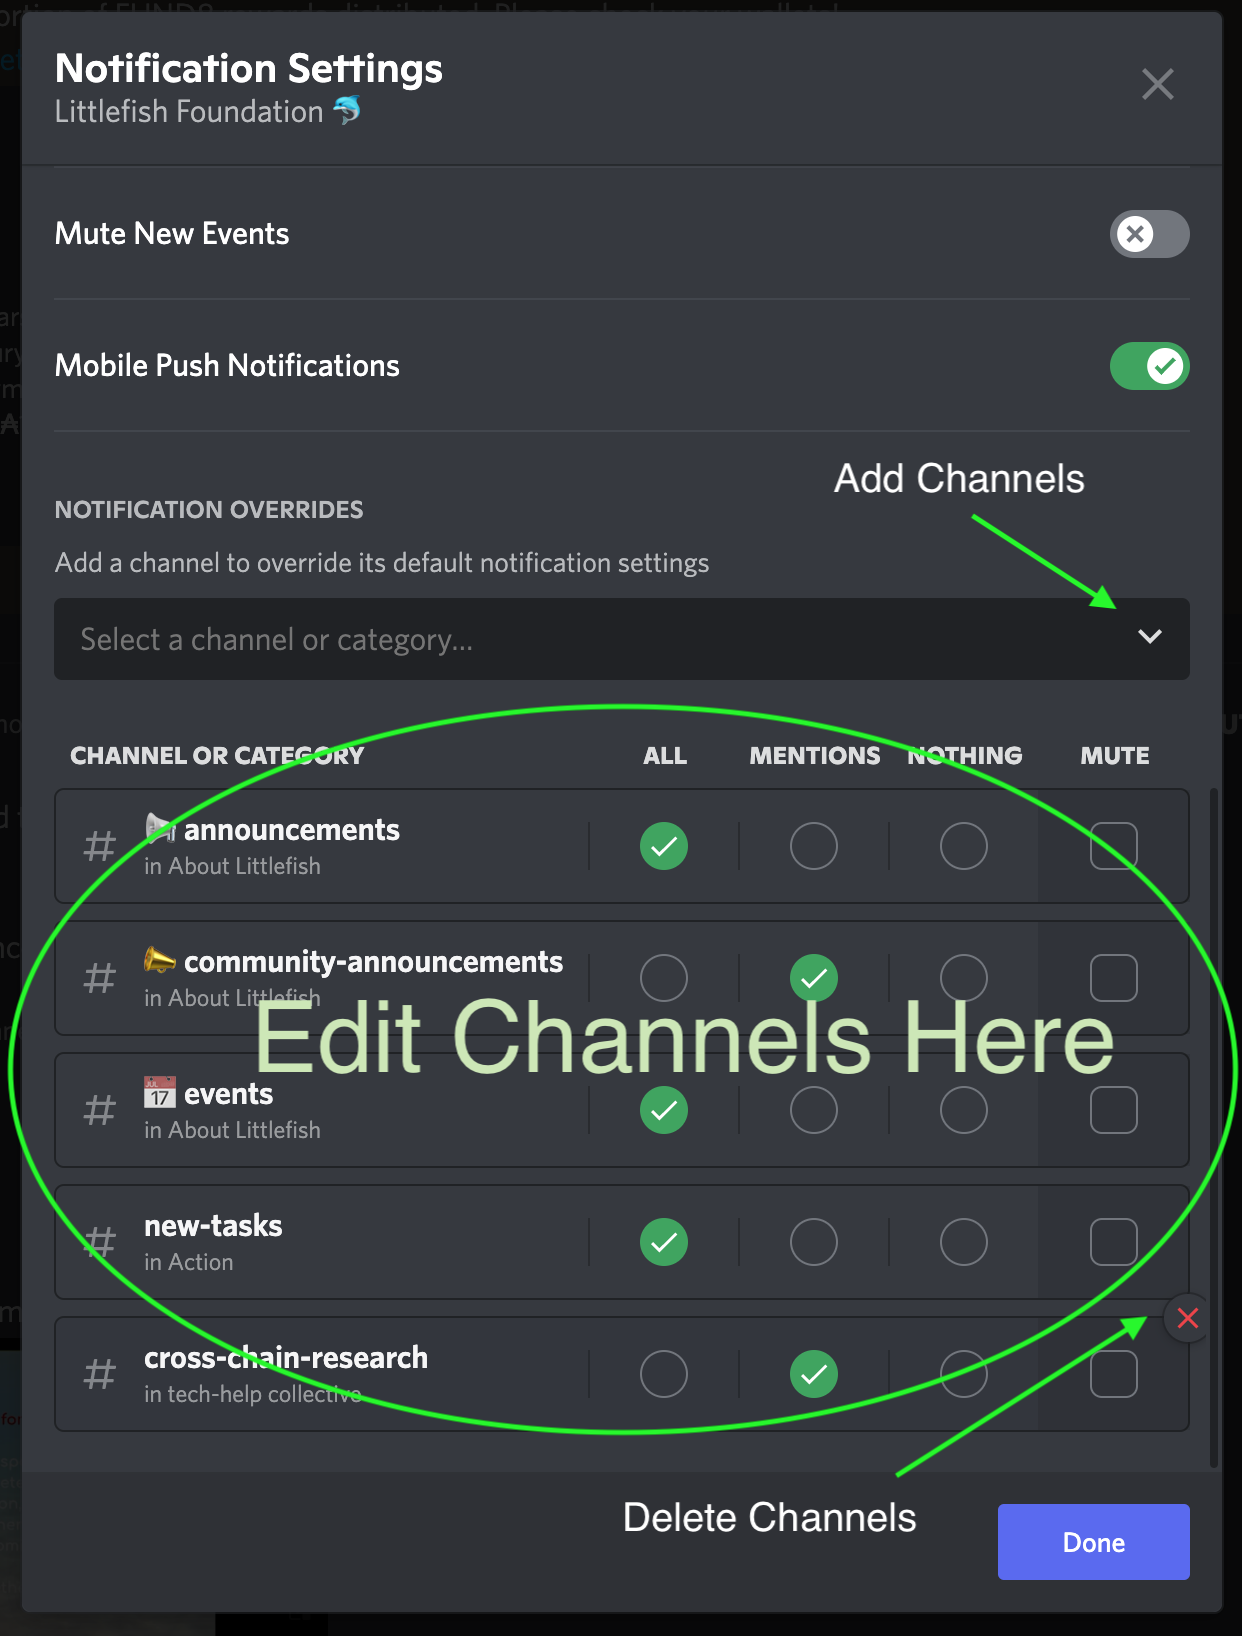 Notification Settings
Littlefish Foundation 🐬
Mute New Events
Mobile Push Notifications
Add Channels
NOTIFICATION OVERRIDES
Add a channel to override its default notification settings
Select a channel or category...
CHANNEL OR CATEGORY ALL MENTIONS NOTHING MUTE
# announcements
in About Littlefish
# community-announcements
in About Littlefish
Edit Channels Here
JUL
17
# events
in About Littlefish
# new-tasks
in Action
# cross-chain-research
in tech-help collective
Delete Channels
Done